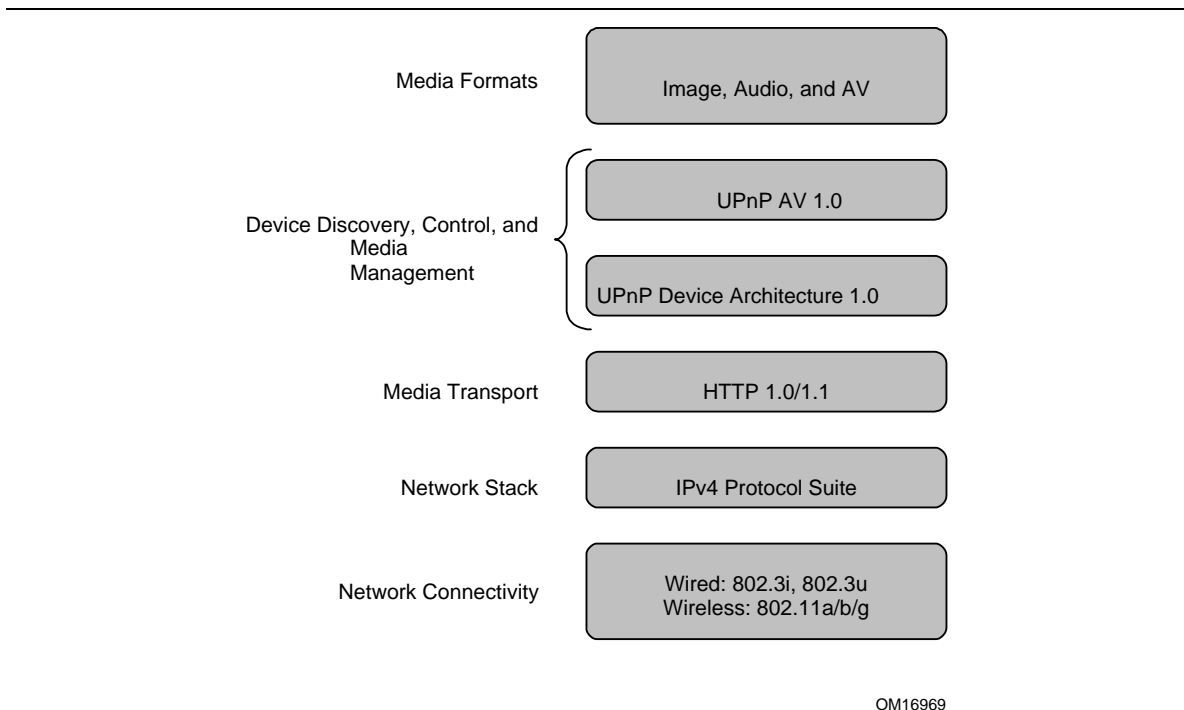 Media Formats
Image, Audio, and AV
UPnP AV 1.0
Device Discovery, Control, and
Media
Management
UPnP Device Architecture 1.0
Media Transport
HTTP 1.0/1.1
Network Stack
IPv4 Protocol Suite
Network Connectivity
Wired: 802.3i, 802.3u
Wireless: 802.11a/b/g
OM16969